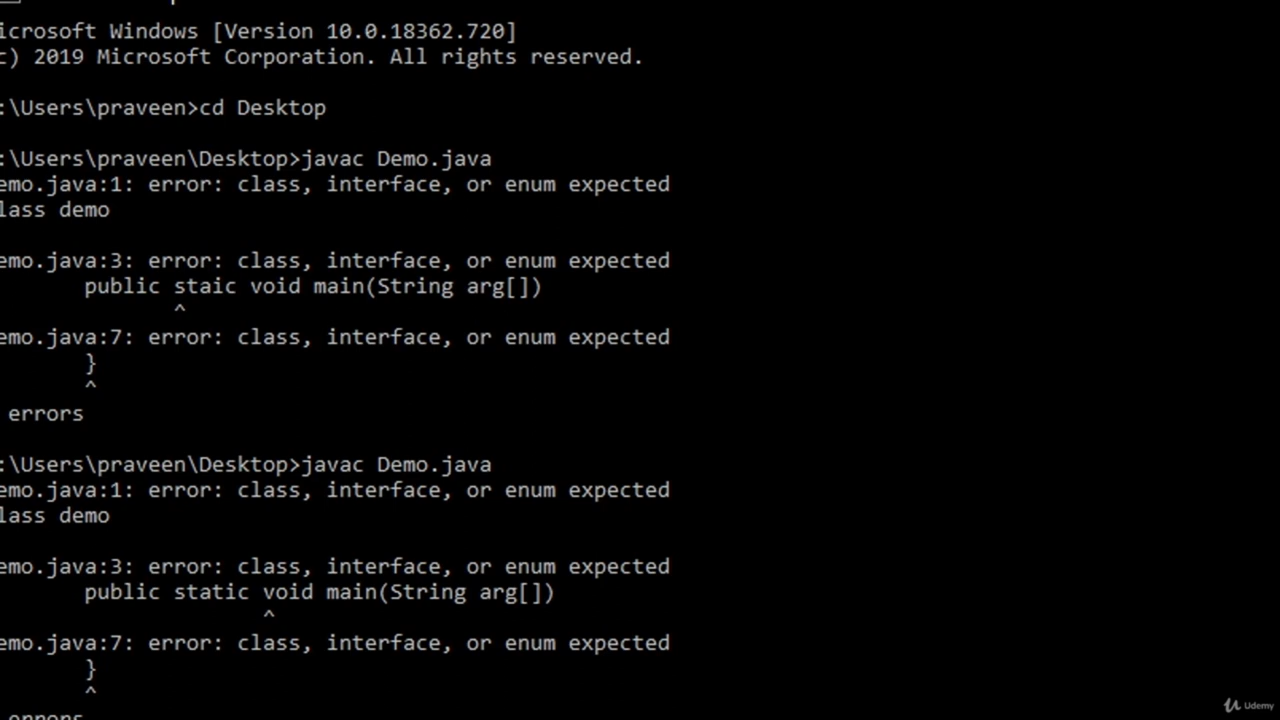 icrosoft Windows [Version 10.0.18362.720]
c) 2019 Microsoft Corporation. All rights reserved.
:\Users\praveen>cd Desktop
:\Users\praveen\Desktop>javac Demo.java
emo.java:1: error: class, interface, or enum expected
lass demo
emo.java:3: error: class, interface, or enum expected
public staic void main(String arg[])
^
emo.java:7: error: class, interface, or enum expected
}
^
errors
:\Users\praveen\Desktop>javac Demo.java
emo.java:1: error: class, interface, or enum expected
lass demo
emo.java:3: error: class, interface, or enum expected
public static void main(String arg[])
^
emo.java:7: error: class, interface, or enum expected
}
^
errors
Udemy